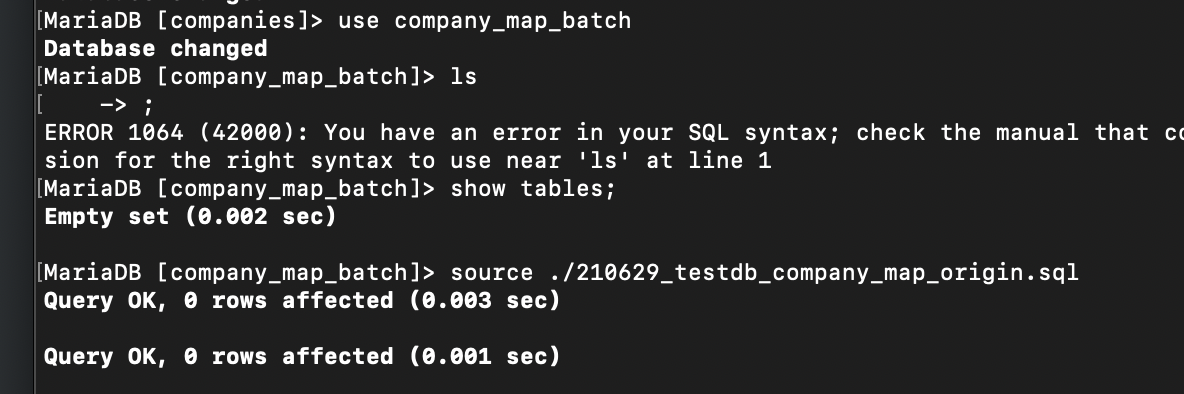 [MariaDB [companies]> use company_map_batch
Database changed
[MariaDB [company_map_batch]> ls
[    -> ;
ERROR 1064 (42000): You have an error in your SQL syntax; check the manual that
sion for the right syntax to use near 'ls' at line 1
[MariaDB [company_map_batch]> show tables;
Empty set (0.002 sec)
[MariaDB [company_map_batch]> source ./210629_testdb_company_map_origin.sql
Query OK, 0 rows affected (0.003 sec)
Query OK, 0 rows affected (0.001 sec)